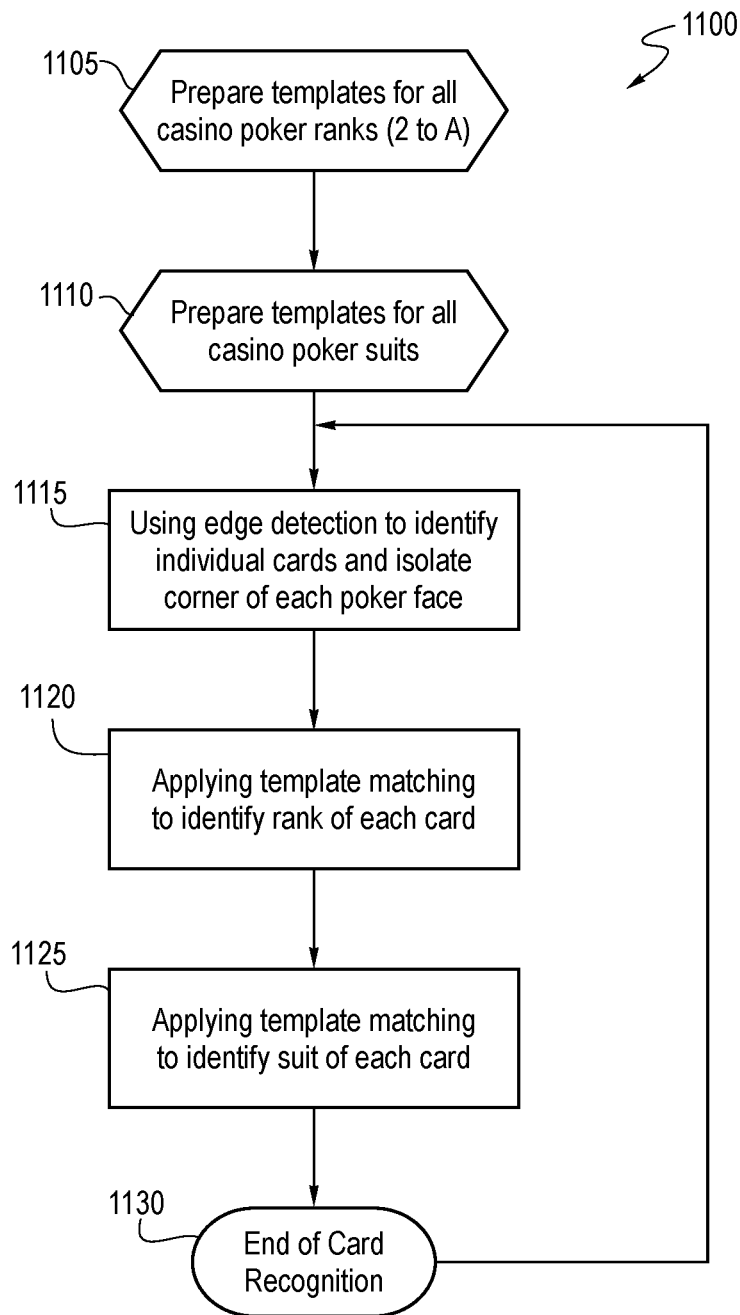 1100
1105
Prepare templates for all
casino poker ranks (2 to A)
1110
Prepare templates for all
casino poker suits
1115
Using edge detection to identify
individual cards and isolate
corner of each poker face
1120
Applying template matching
to identify rank of each card
1125
Applying template matching
to identify suit of each card
1130
End of Card
Recognition